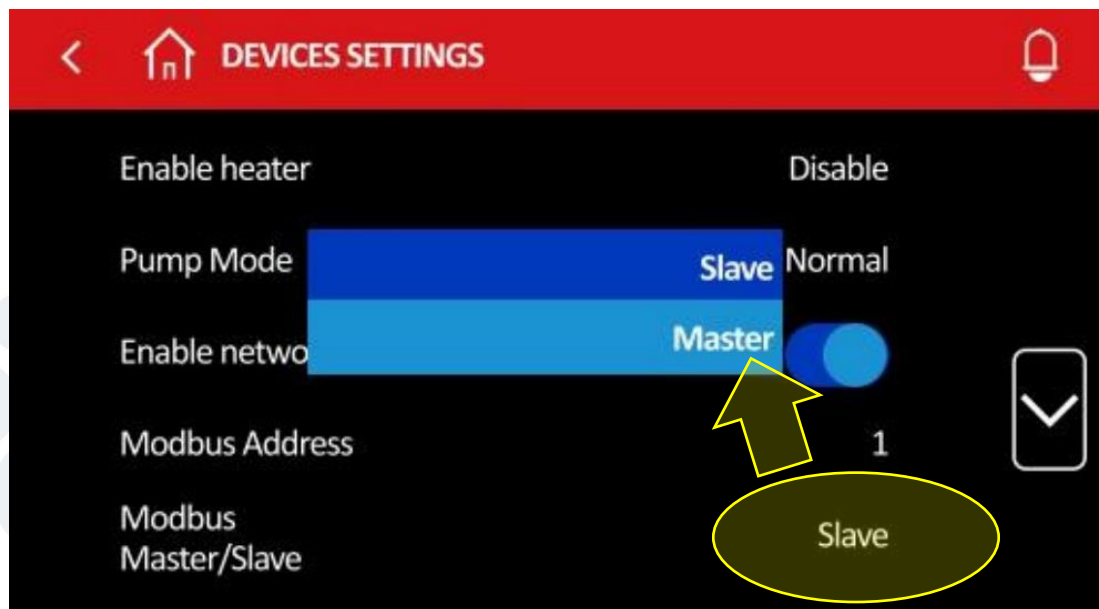 DEVICES SETTINGS
Enable heater Disable
Pump Mode Slave Normal
Enable netwo Master
Modbus Address 1
Modbus
Master/Slave Slave